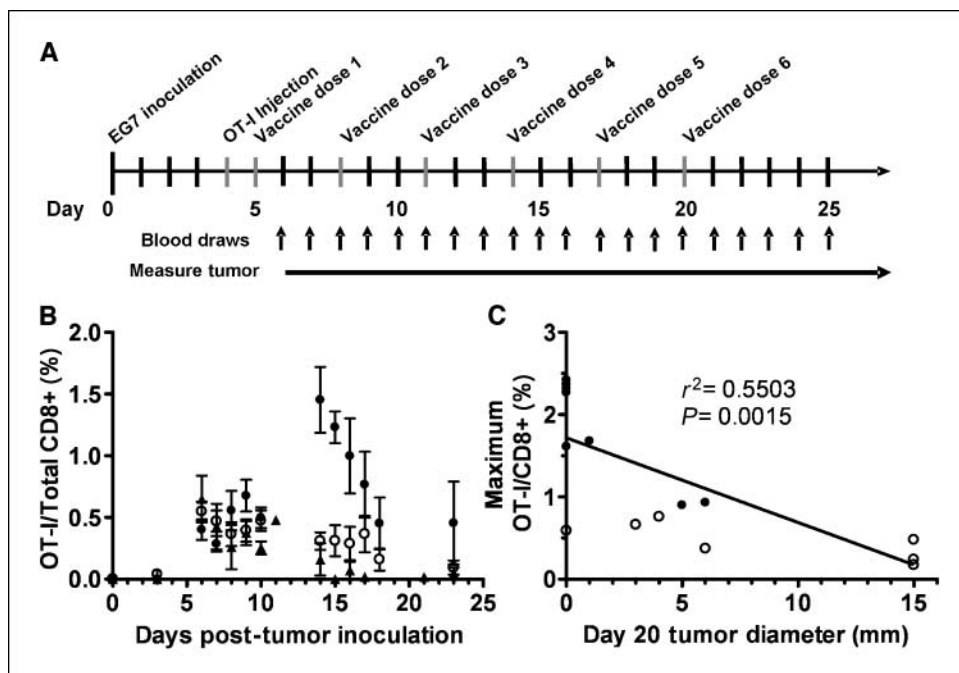 A
EG7 inoculation
OT-I Injection
Vaccine dose 1
Vaccine dose 2
Vaccine dose 3
Vaccine dose 4
Vaccine dose 5
Vaccine dose 6
Day 0 5 10 15 20 25
Blood draws
Measure tumor
B
OT-I/Total CD8+ (%)
2.0
1.5
1.0
0.5
0.0
0 5 10 15 20 25
Days post-tumor inoculation
C
Maximum
OT-I/CD8+ (%)
3
2
1
0
r²= 0.5503
P= 0.0015
0 5 10 15
Day 20 tumor diameter (mm)